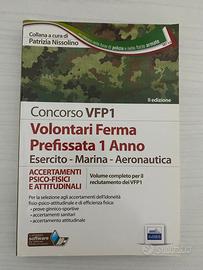 Collana a cura di
Patrizia Nissolino
II edizione
Concorso VFP1
Volontari Ferma
Prefissata 1 Anno
Esercito - Marina - Aeronautica
ACCERTAMENTI
PSICO-FISICI
E ATTITUDINALI
Volume completo per il
reclutamento dei VFP1
Per la selezione agli accertamenti dell'idoneità
fisio-psico-attitudinale e di efficienza fisica
- prove ginnico-sportive
- accertamenti sanitari
- accertamento attitudinale
software